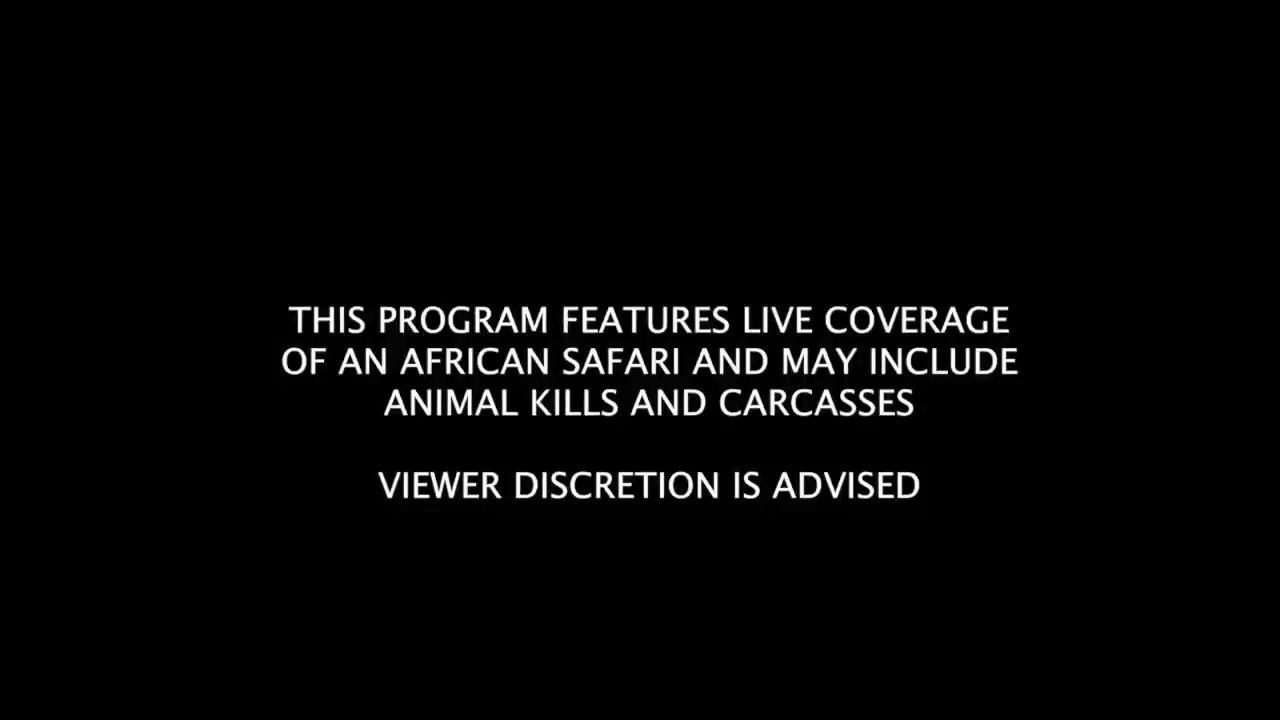 THIS PROGRAM FEATURES LIVE COVERAGE
OF AN AFRICAN SAFARI AND MAY INCLUDE
ANIMAL KILLS AND CARCASSES
VIEWER DISCRETION IS ADVISED